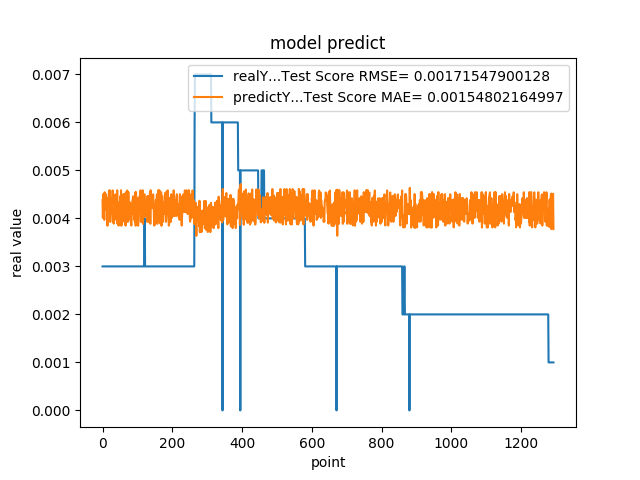 model predict
realY...Test Score RMSE= 0.00171547900128
predictY...Test Score MAE= 0.00154802164997
0.007
0.006
0.005
0.004
0.003
0.002
0.001
0.000
real value
0 200 400 600 800 1000 1200
point